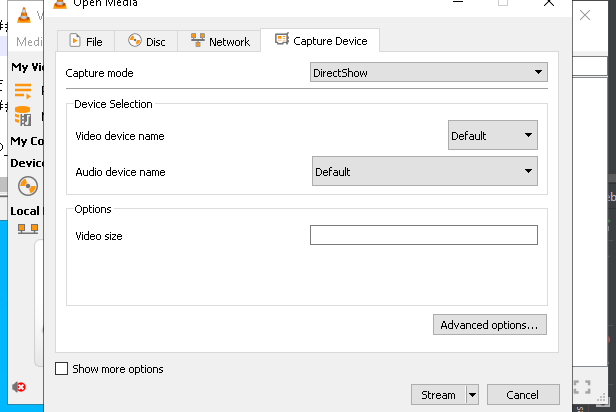 Open Media
Medi
File
Disc
Network
Capture Device
My Vi
Capture mode
DirectShow
Device Selection
Video device name
Default
My Co
Device
Audio device name
Default
Local
Options
Video size
Advanced options...
Show more options
Stream
Cancel